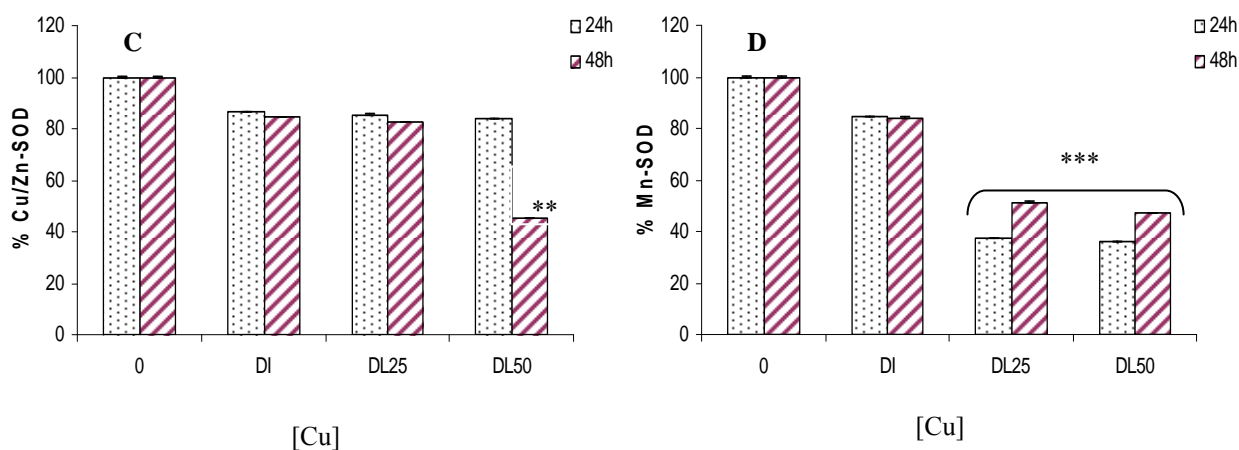 C
24h
48h
% Cu/Zn-SOD
120
100
80
60
40
20
0
**
0 DI DL25 DL50
[Cu]
D
24h
48h
% Mn-SOD
120
100
80
60
40
20
0
***
0 DI DL25 DL50
[Cu]